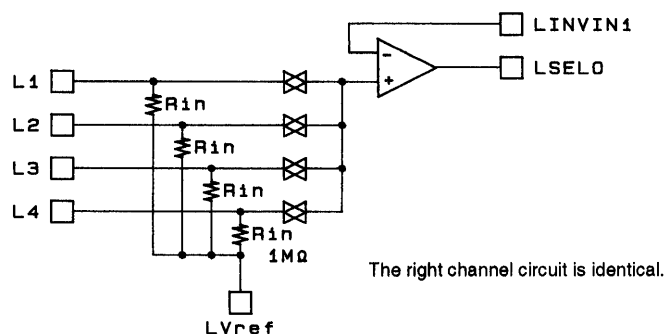 LINVIN1
LSELO
L1
Rin
L2
Rin
L3
Rin
L4
Rin
1MΩ
The right channel circuit is identical.
LVref